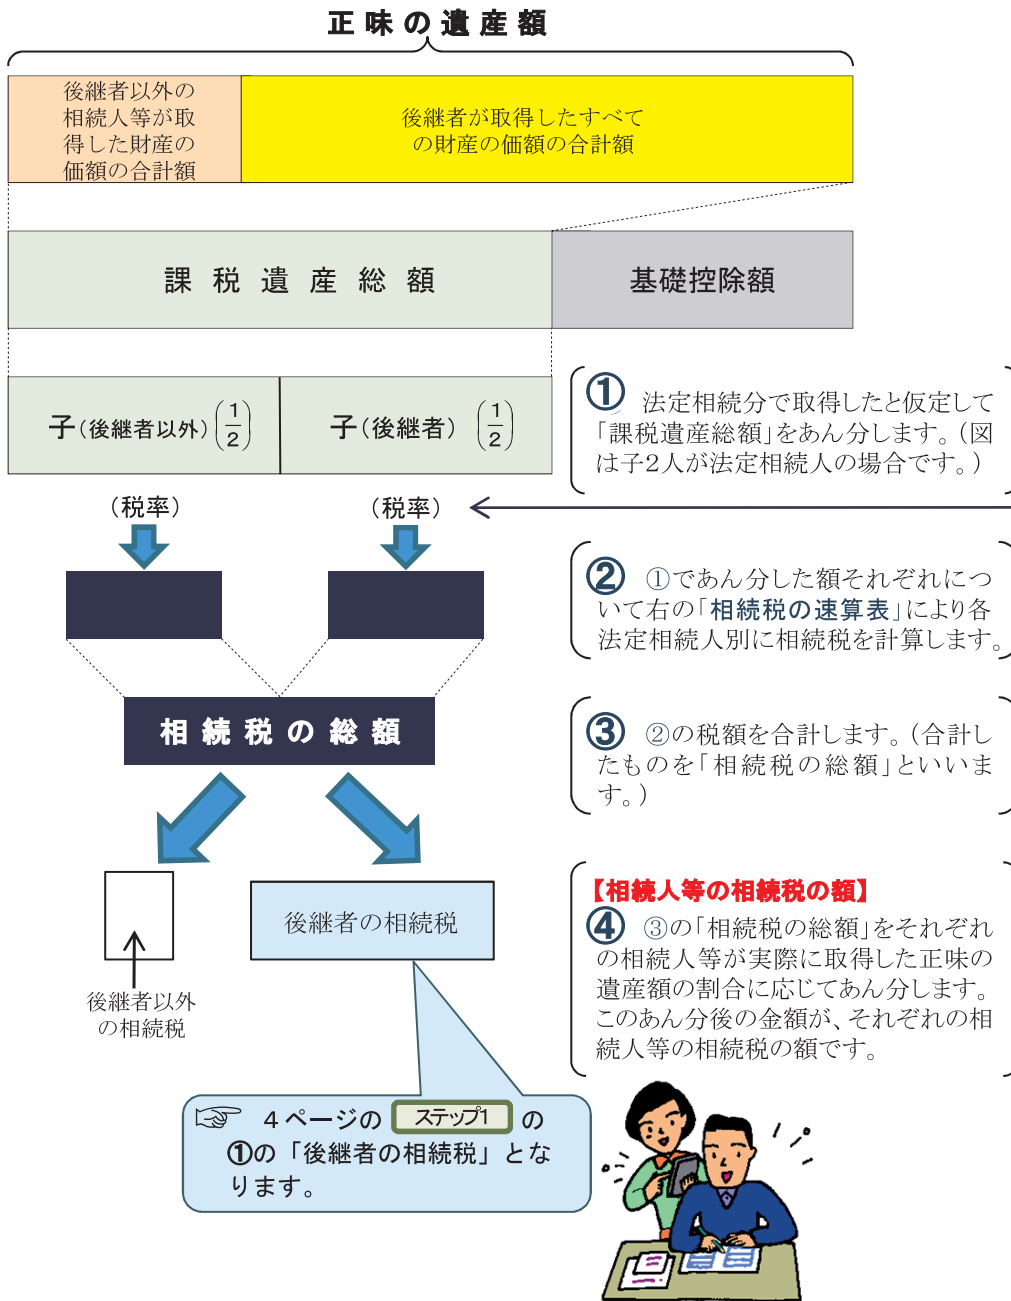 正味の遺産額
後継者以外の
相続人等が取
得した財産の
価額の合計額
後継者が取得したすべて
の財産の価額の合計額
課税遺産総額
基礎控除額
子(後継者以外)(1/2)
子(後継者)(1/2)
① 法定相続分で取得したと仮定して
「課税遺産総額」をあん分します。(図
は子2人が法定相続人の場合です。)
(税率)
(税率)
② ①であん分した額それぞれにつ
いて右の「相続税の速算表」により各
法定相続人別に相続税を計算します。
相続税の総額
③ ②の税額を合計します。(合計し
たものを「相続税の総額」といいま
す。)
後継者の相続税
後継者以外
の相続税
【相続人等の相続税の額】
④ ③の「相続税の総額」をそれぞれ
の相続人等が実際に取得した正味の
遺産額の割合に応じてあん分します。
このあん分後の金額が、それぞれの相
続人等の相続税の額です。
☞ 4ページの ステップ1 の
①の「後継者の相続税」とな
ります。